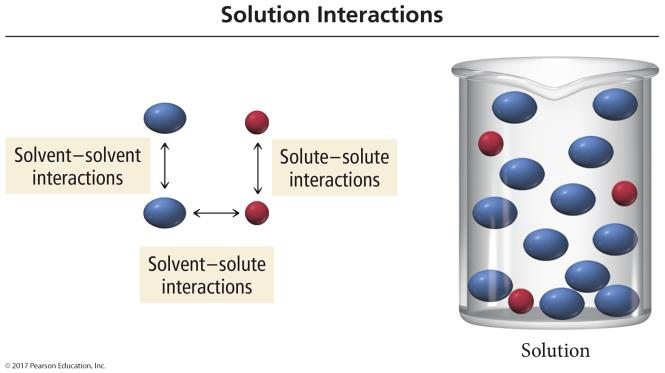 Solution Interactions
Solvent–solvent
interactions
Solute–solute
interactions
Solvent–solute
interactions
Solution
© 2017 Pearson Education, Inc.